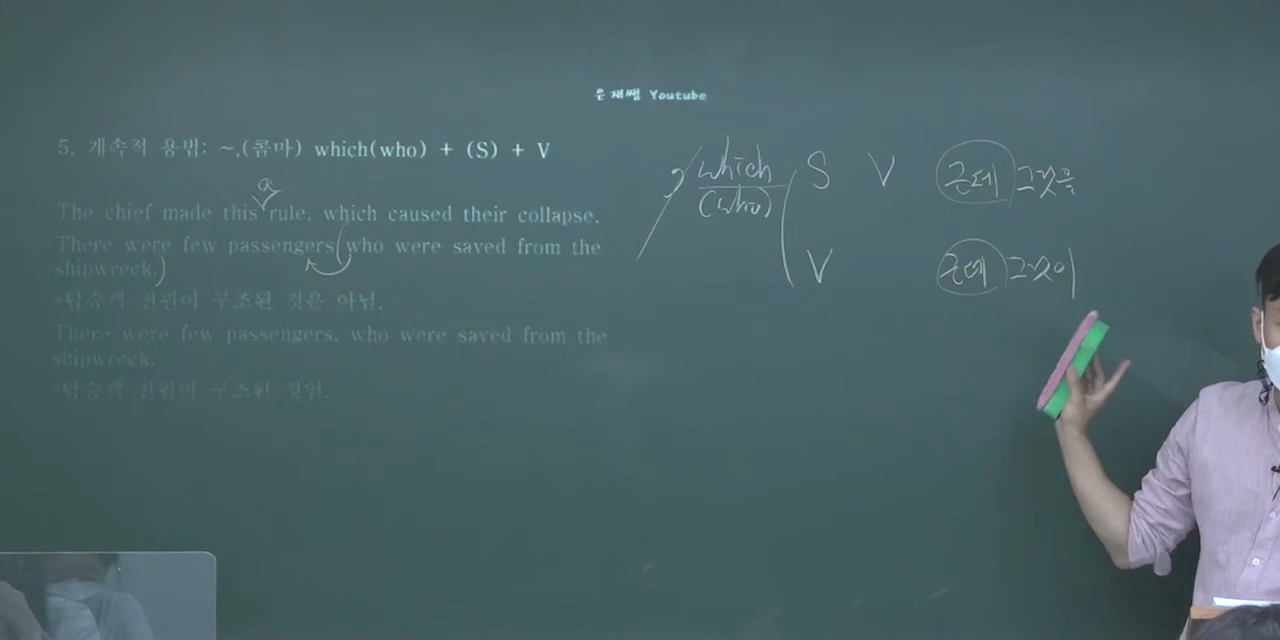 은재쌤 Youtube
5. 계속적 용법: ~,(콤마) which(who) + (S) + V
a
The chief made this rule, which caused their collapse.
There were few passengers who were saved from the
shipwreck.
*탑승객 전원이 구조된 것은 아님.
There were few passengers, who were saved from the
shipwreck.
*탑승객 전원이 구조된 것임.
, which S V 근데 그것을
(who)
V 근데 그것이